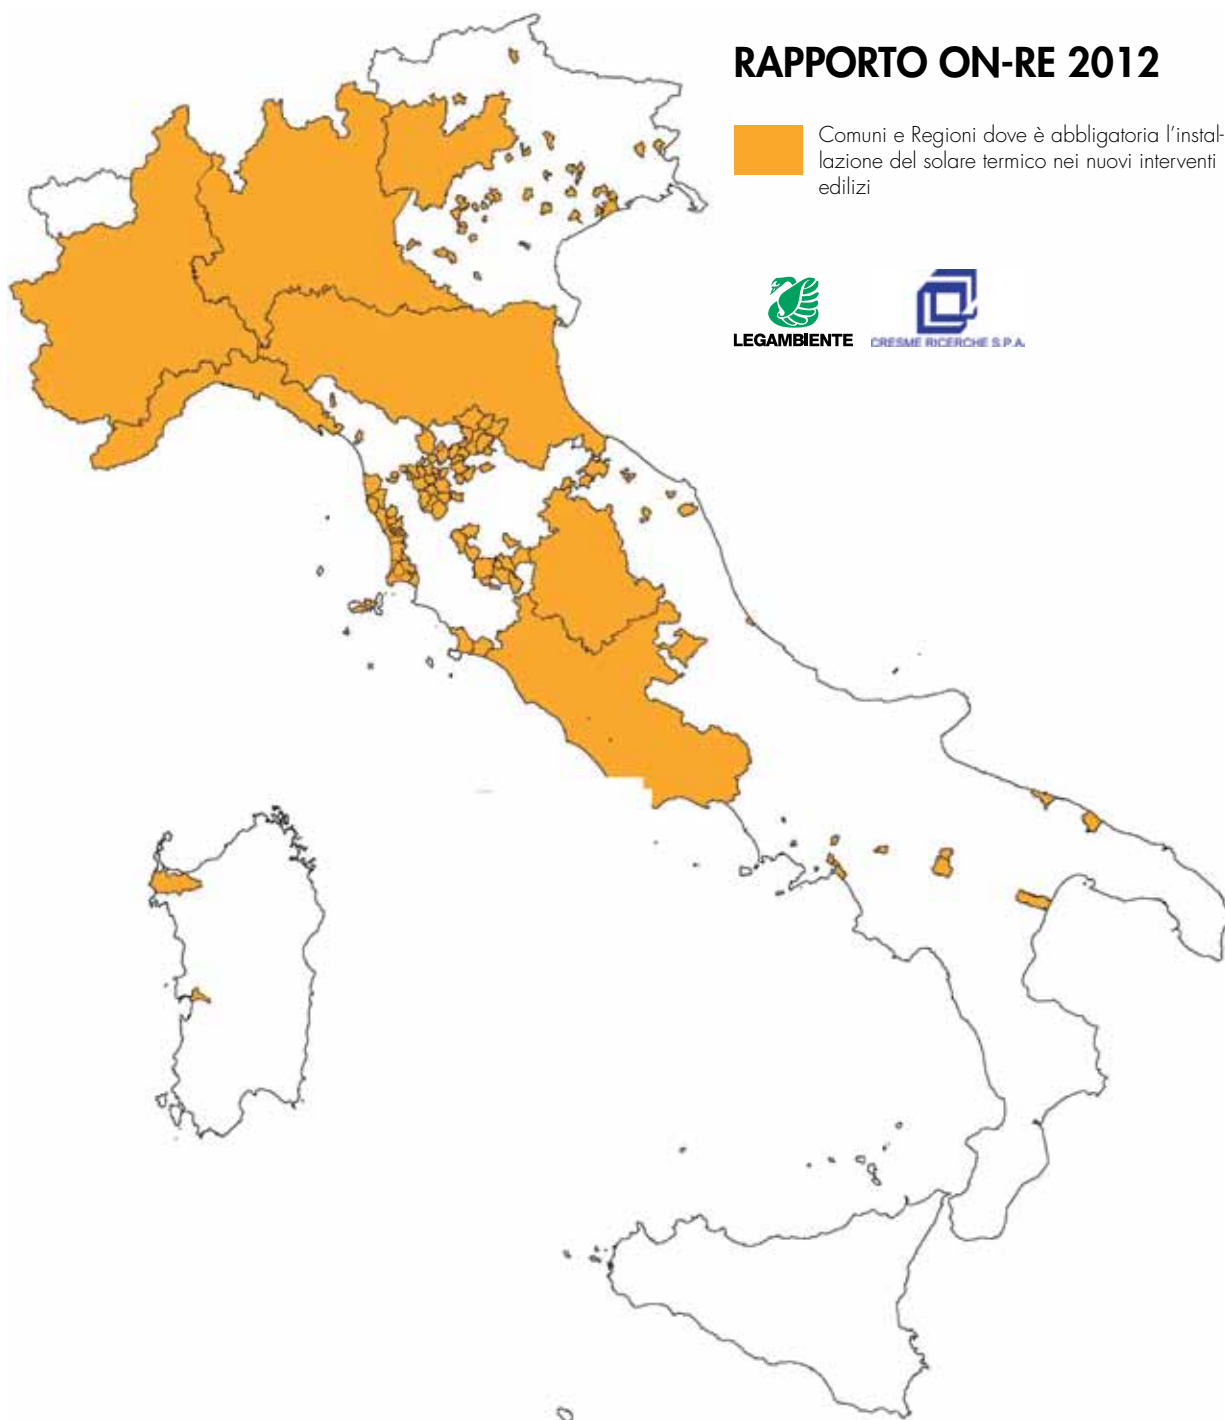 RAPPORTO ON-RE 2012
Comuni e Regioni dove è abbligatoria l'instal-
lazione del solare termico nei nuovi interventi
edilizi
LEGAMBIENTE
CRESME RICERCHE S.P.A.